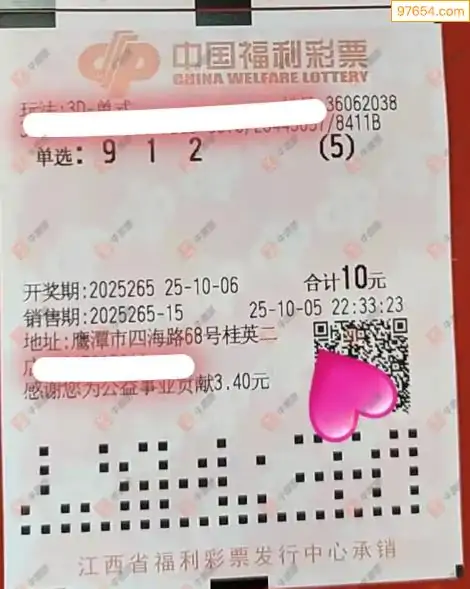 97654.com
中国福利彩票
CHINA WELFARE LOTTERY
玩法:3D-单式 36062038
/8411B
单选: 9 1 2 (5)
开奖期:2025265 25-10-06 合计10元
销售期:2025265-15 25-10-05 22:33:23
地址:鹰潭市四海路68号桂英二
感谢您为公益事业贡献3.40元
江西省福利彩票发行中心承销